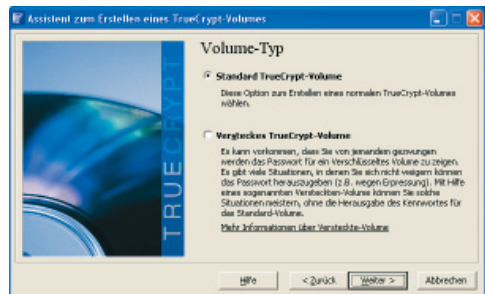 Assistent zum Erstellen eines TrueCrypt-Volumes
TRUECRYPT
Volume-Typ
Standard TrueCrypt-Volume
Diese Option zum Erstellen eines normalen TrueCrypt-Volumes
wählen.
Verstecktes TrueCrypt-Volume
Es kann vorkommen, dass Sie von jemandem gezwungen
werden das Passwort für ein Verschlüsseltes Volume zu zeigen.
Es gibt viele Situationen, in denen Sie sich nicht weigern können
das Passwort herauszugeben (z.B. wegen Erpressung). Mit Hilfe
eines sogenannten Versteckten-Volume können Sie solche
Situationen meistern, ohne die Herausgabe des Kennwortes für
das Standard-Volume.
Mehr Informationen über Versteckte-Volume
Hilfe
< Zurück
Weiter >
Abbrechen